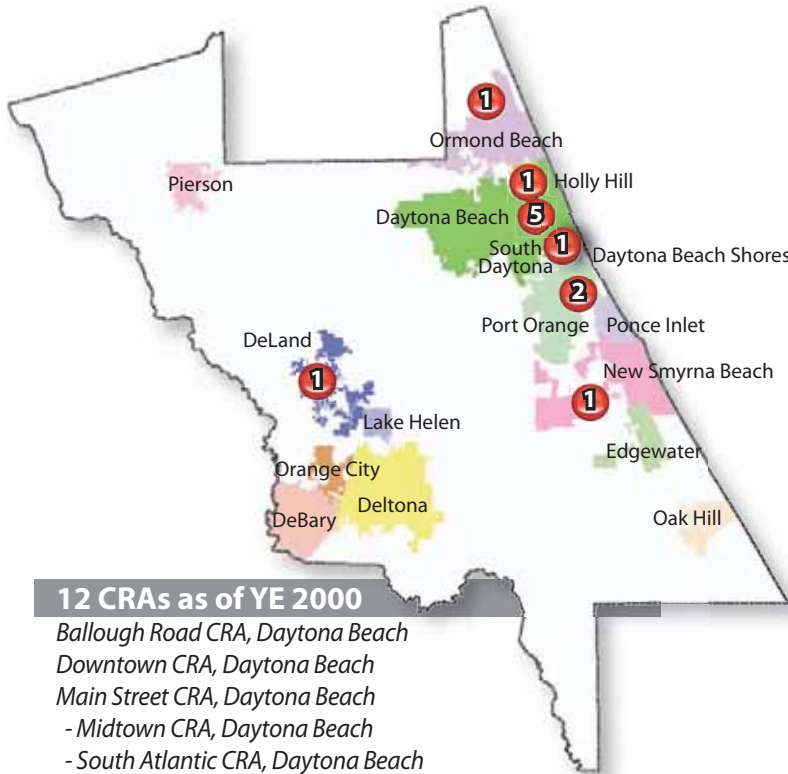 1
Ormond Beach
1
Holly Hill
Pierson
Daytona Beach
5
South
Daytona
1
Daytona Beach Shores
2
Port Orange
Ponce Inlet
DeLand
1
New Smyrna Beach
1
Lake Helen
Edgewater
Orange City
Deltona
DeBary
Oak Hill
12 CRAs as of YE 2000
Ballough Road CRA, Daytona Beach
Downtown CRA, Daytona Beach
Main Street CRA, Daytona Beach
- Midtown CRA, Daytona Beach
- South Atlantic CRA, Daytona Beach